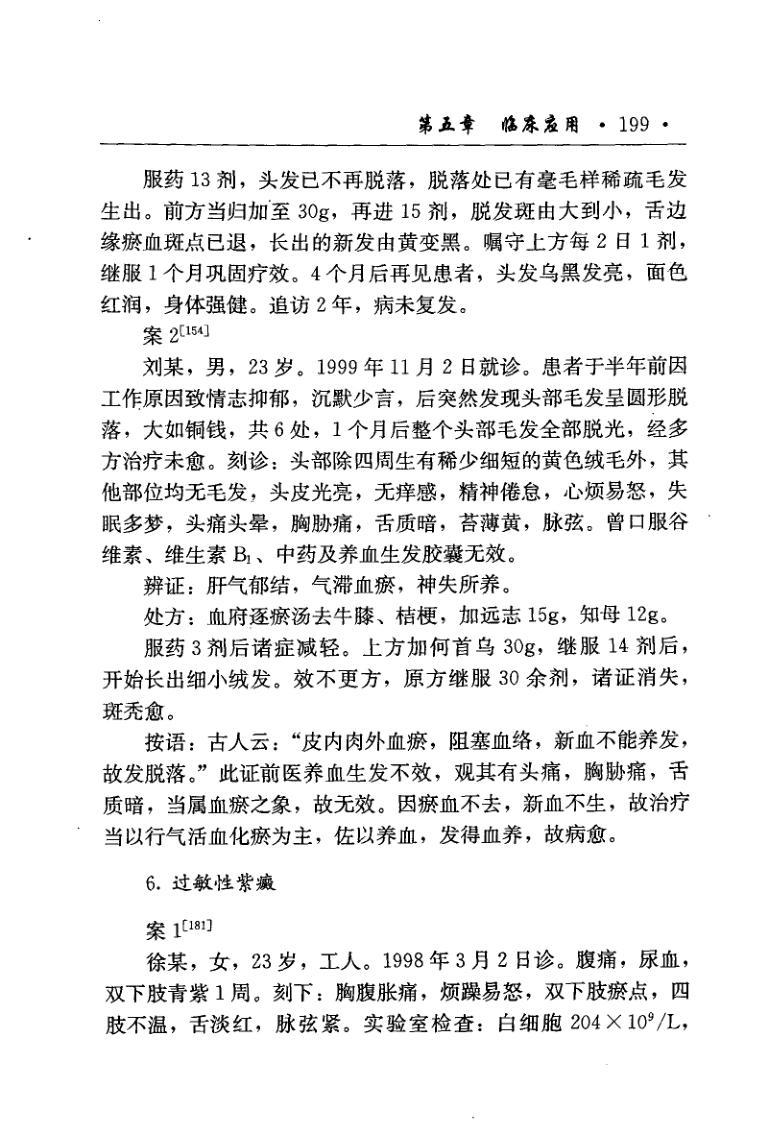 第五章　临床应用 · 199 ·
服药 13 剂，头发已不再脱落，脱落处已有毫毛样稀疏毛发
生出。前方当归加至 30g，再进 15 剂，脱发斑由大到小，舌边
缘瘀血斑点已退，长出的新发由黄变黑。嘱守上方每 2 日 1 剂，
继服 1 个月巩固疗效。4 个月后再见患者，头发乌黑发亮，面色
红润，身体强健。追访 2 年，病未复发。
案 2[154]
刘某，男，23 岁。1999 年 11 月 2 日就诊。患者于半年前因
工作原因致情志抑郁，沉默少言，后突然发现头部毛发呈圆形脱
落，大如铜钱，共 6 处，1 个月后整个头部毛发全部脱光，经多
方治疗未愈。刻诊：头部除四周生有稀少细短的黄色绒毛外，其
他部位均无毛发，头皮光亮，无痒感，精神倦怠，心烦易怒，失
眠多梦，头痛头晕，胸胁痛，舌质暗，苔薄黄，脉弦。曾口服谷
维素、维生素 B₁、中药及养血生发胶囊无效。
辨证：肝气郁结，气滞血瘀，神失所养。
处方：血府逐瘀汤去牛膝、桔梗，加远志 15g，知母 12g。
服药 3 剂后诸症减轻。上方加何首乌 30g，继服 14 剂后，
开始长出细小绒发。效不更方，原方继服 30 余剂，诸证消失，
斑秃愈。
按语：古人云：“皮内肉外血瘀，阻塞血络，新血不能养发，
故发脱落。”此证前医养血生发不效，观其有头痛，胸胁痛，舌
质暗，当属血瘀之象，故无效。因瘀血不去，新血不生，故治疗
当以行气活血化瘀为主，佐以养血，发得血养，故病愈。
6. 过敏性紫癜
案 1[181]
徐某，女，23 岁，工人。1998 年 3 月 2 日诊。腹痛，尿血，
双下肢青紫 1 周。刻下：胸腹胀痛，烦躁易怒，双下肢瘀点，四
肢不温，舌淡红，脉弦紧。实验室检查：白细胞 204×10⁹/L，